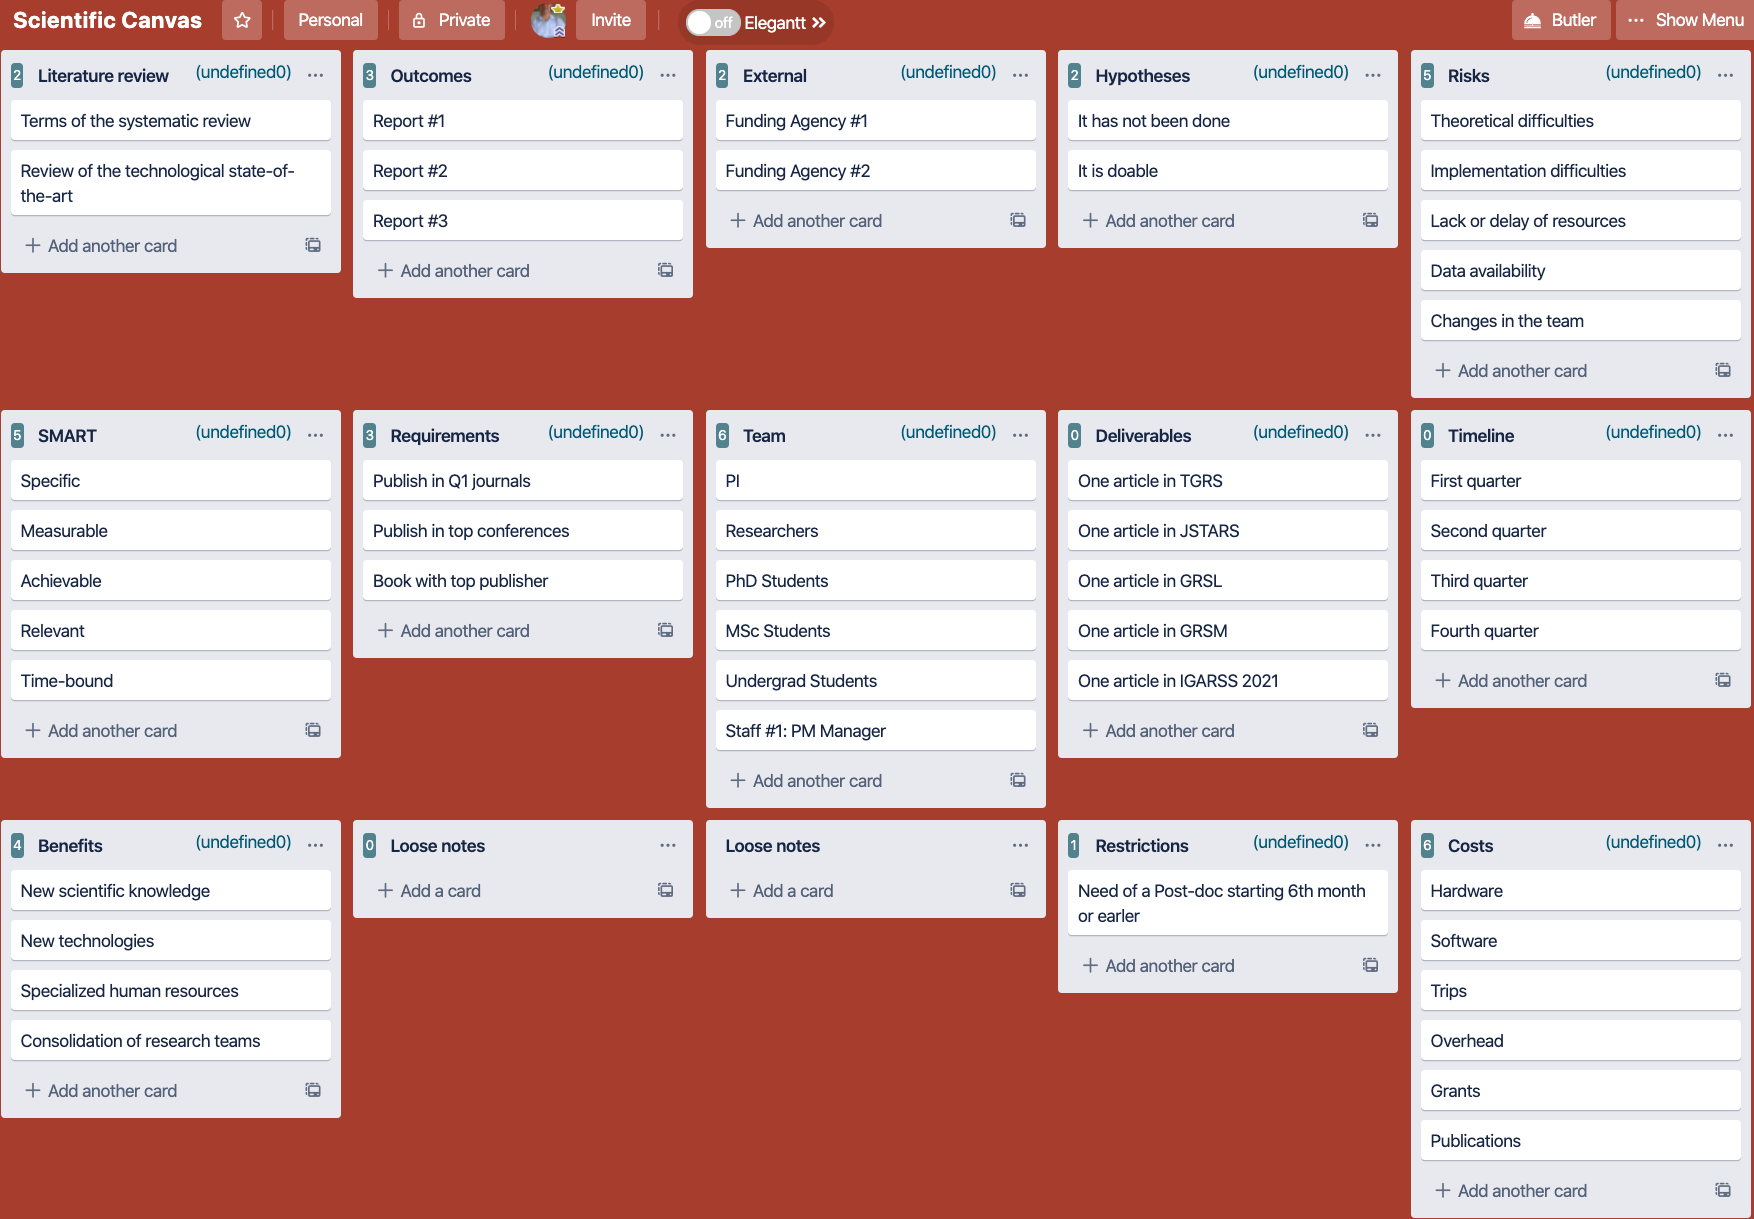 Scientific Canvas
Personal
Private
Invite
off
Elegantt
Butler
Show Menu
2 Literature review (undefined0)
Terms of the systematic review
Review of the technological state-of-
the-art
Add another card
3 Outcomes (undefined0)
Report #1
Report #2
Report #3
Add another card
2 External (undefined0)
Funding Agency #1
Funding Agency #2
Add another card
2 Hypotheses (undefined0)
It has not been done
It is doable
Add another card
5 Risks (undefined0)
Theoretical difficulties
Implementation difficulties
Lack or delay of resources
Data availability
Changes in the team
Add another card
5 SMART (undefined0)
Specific
Measurable
Achievable
Relevant
Time-bound
Add another card
3 Requirements (undefined0)
Publish in Q1 journals
Publish in top conferences
Book with top publisher
Add another card
6 Team (undefined0)
PI
Researchers
PhD Students
MSc Students
Undergrad Students
Staff #1: PM Manager
Add another card
0 Deliverables (undefined0)
One article in TGRS
One article in JSTARS
One article in GRSL
One article in GRSM
One article in IGARSS 2021
Add another card
0 Timeline (undefined0)
First quarter
Second quarter
Third quarter
Fourth quarter
Add another card
4 Benefits (undefined0)
New scientific knowledge
New technologies
Specialized human resources
Consolidation of research teams
Add another card
0 Loose notes
Add a card
Loose notes
Add a card
1 Restrictions (undefined0)
Need of a Post-doc starting 6th month
or earler
Add another card
6 Costs (undefined0)
Hardware
Software
Trips
Overhead
Grants
Publications
Add another card